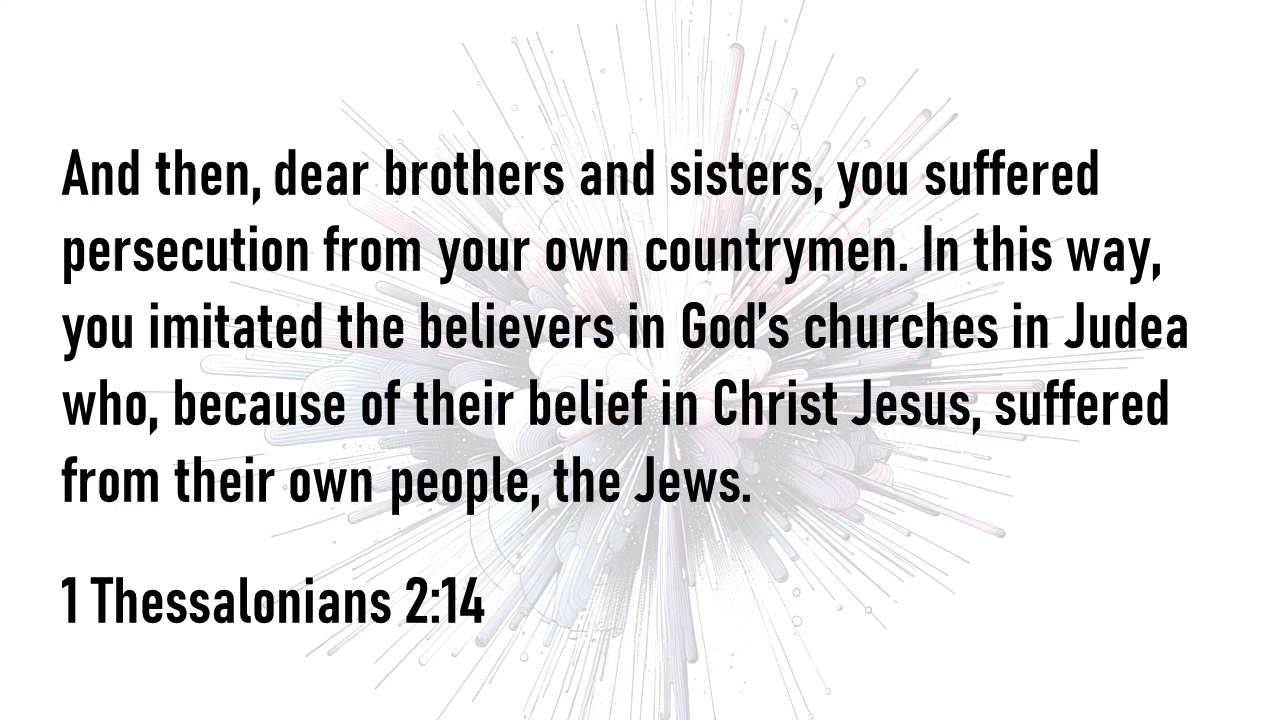 And then, dear brothers and sisters, you suffered
persecution from your own countrymen. In this way,
you imitated the believers in God’s churches in Judea
who, because of their belief in Christ Jesus, suffered
from their own people, the Jews.
1 Thessalonians 2:14